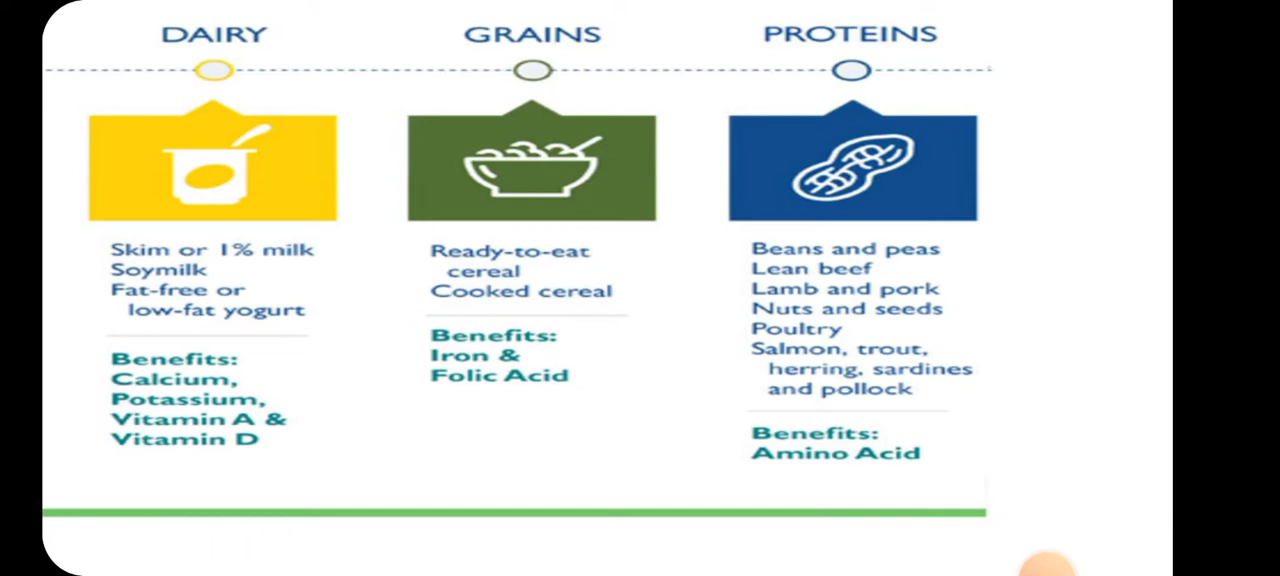 DAIRY
GRAINS
PROTEINS
Skim or 1% milk
Soymilk
Fat-free or
low-fat yogurt
Benefits:
Calcium,
Potassium,
Vitamin A &
Vitamin D
Ready-to-eat
cereal
Cooked cereal
Benefits:
Iron &
Folic Acid
Beans and peas
Lean beef
Lamb and pork
Nuts and seeds
Poultry
Salmon, trout,
herring, sardines
and pollock
Benefits:
Amino Acid